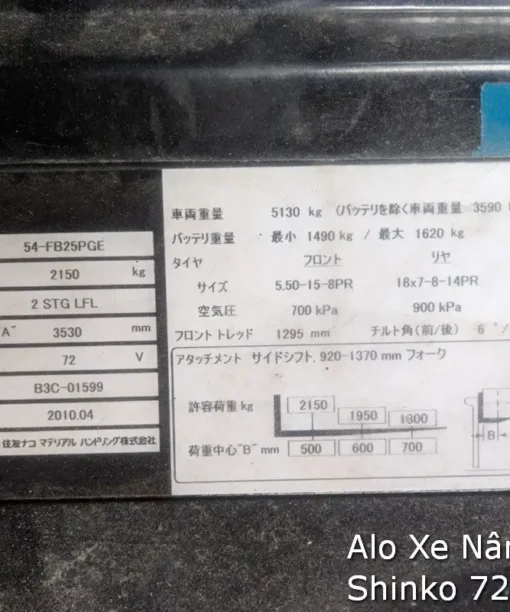 54-FB25PGE
2150 kg
2 STG LFL
A" 3530 mm
72 V
B3C-01599
2010.04
住友ナコ マテリアル ハンドリング株式会社
車両重量 5130 kg (バッテリを除く車両重量 3590
バッテリ重量 ・最小 1490 kg / 最大 1620 kg
タイヤ フロント リヤ
サイズ 5.50-15-8PR 18x7-8-14PR
空気圧 700 kPa 900 kPa
フロント トレッド 1295 mm チルト角(前/後) 6 °/
アタッチメント サイドシフト, 920-1370 mm フォーク
許容荷重 kg 2150 1950 1800
荷重中心"B" mm 500 600 700
B
Alo Xe Nân
Shinko 72